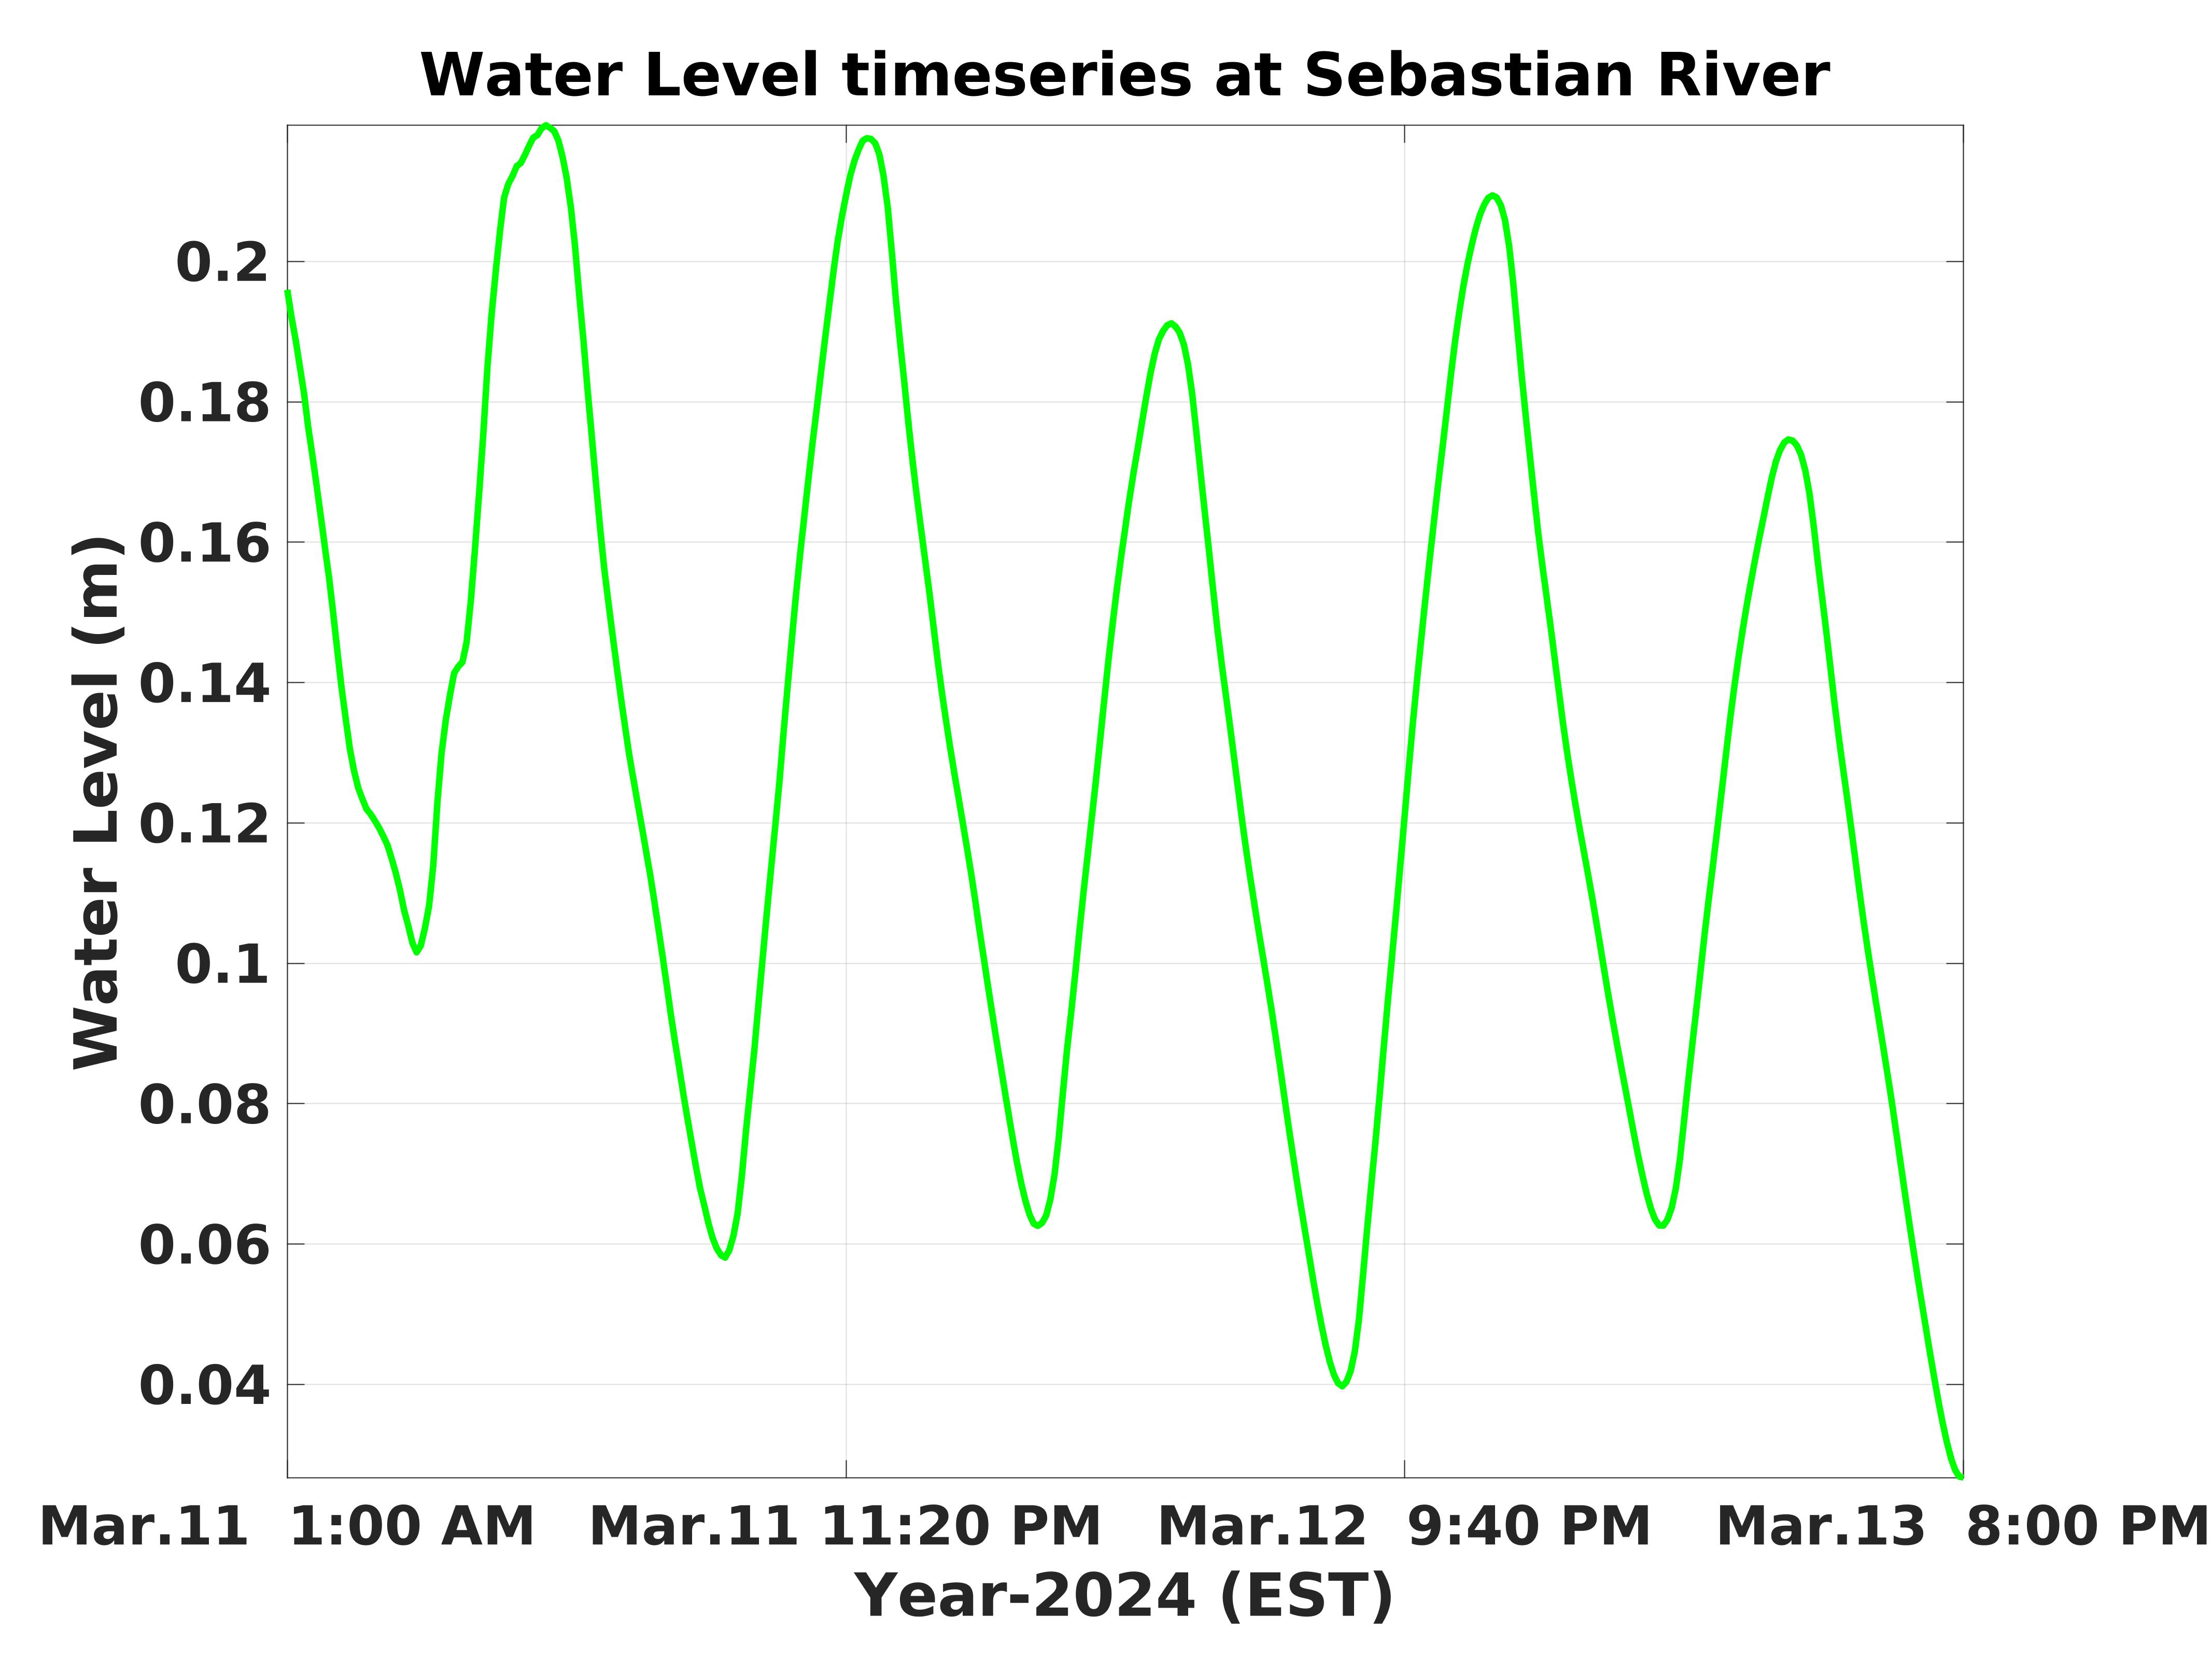 Water Level timeseries at Sebastian River
0.2
0.18
0.16
0.14
0.12
0.1
0.08
0.06
0.04
Water Level (m)
Mar.11 1:00 AM Mar.11 11:20 PM Mar.12 9:40 PM Mar.13 8:00 PM
Year-2024 (EST)